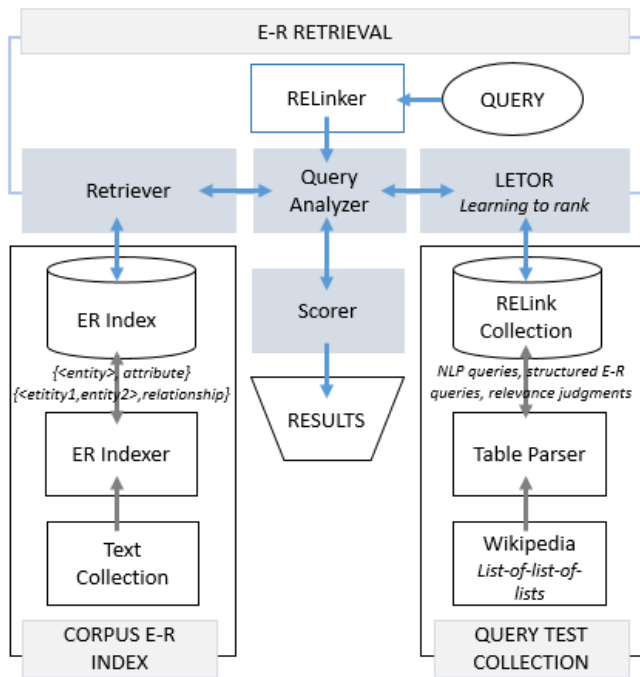 E-R RETRIEVAL
RELinker
QUERY
Retriever
Query
Analyzer
LETOR
Learning to rank
ER Index
Scorer
RELink
Collection
{<entity>, attribute}
{<etitity1,entity2>,relationship}
NLP queries, structured E-R
queries, relevance judgments
RESULTS
ER Indexer
Table Parser
Text
Collection
Wikipedia
List-of-list-of-
lists
CORPUS E-R
INDEX
QUERY TEST
COLLECTION